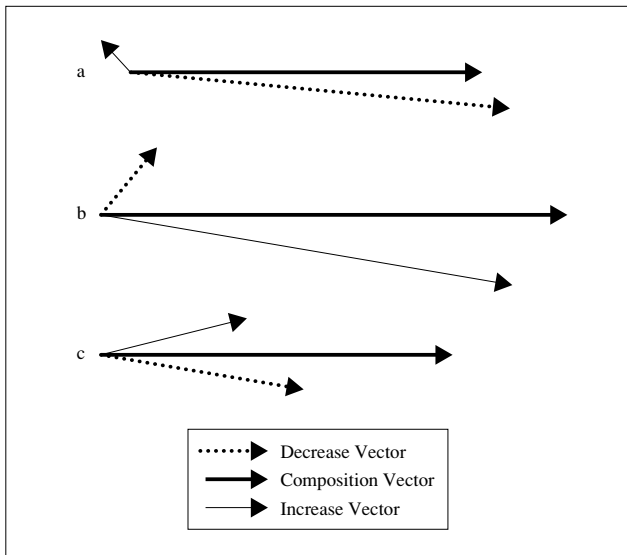 a
b
c
Decrease Vector
Composition Vector
Increase Vector